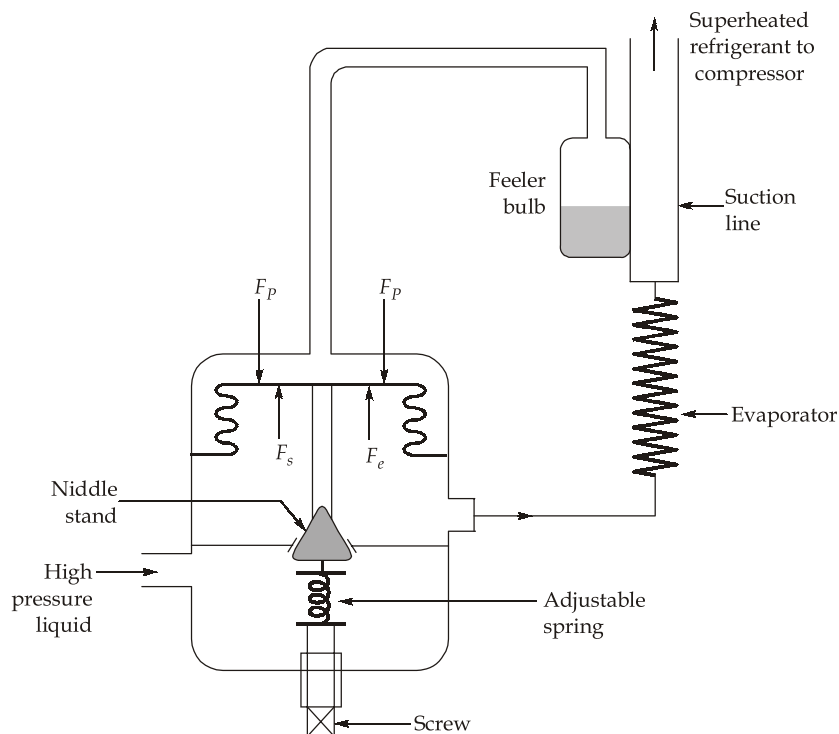 Superheated
refrigerant to
compressor
Feeler
bulb
Suction
line
F_P
F_P
Evaporator
F_s
F_e
Niddle
stand
High
pressure
liquid
Adjustable
spring
Screw